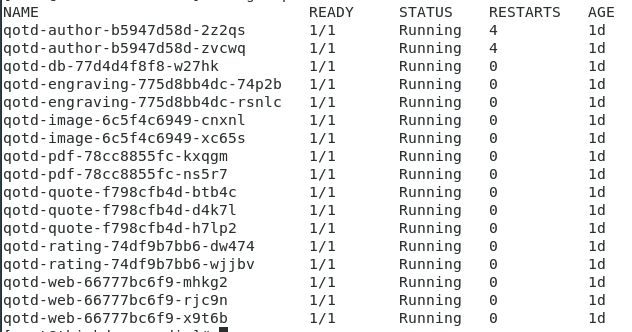 NAME READY STATUS RESTARTS AGE
qotd-author-b5947d58d-2z2qs 1/1 Running 4 1d
qotd-author-b5947d58d-zvcwq 1/1 Running 4 1d
qotd-db-77d4d4f8f8-w27hk 1/1 Running 0 1d
qotd-engraving-775d8bb4dc-74p2b 1/1 Running 0 1d
qotd-engraving-775d8bb4dc-rsnlc 1/1 Running 0 1d
qotd-image-6c5f4c6949-cnxnl 1/1 Running 0 1d
qotd-image-6c5f4c6949-xc65s 1/1 Running 0 1d
qotd-pdf-78cc8855fc-kxqgm 1/1 Running 0 1d
qotd-pdf-78cc8855fc-ns5r7 1/1 Running 0 1d
qotd-quote-f798cfb4d-btb4c 1/1 Running 0 1d
qotd-quote-f798cfb4d-d4k7l 1/1 Running 0 1d
qotd-quote-f798cfb4d-h7lp2 1/1 Running 0 1d
qotd-rating-74df9b7bb6-dw474 1/1 Running 0 1d
qotd-rating-74df9b7bb6-wjjbv 1/1 Running 0 1d
qotd-web-66777bc6f9-mhkg2 1/1 Running 0 1d
qotd-web-66777bc6f9-rjc9n 1/1 Running 0 1d
qotd-web-66777bc6f9-x9t6b 1/1 Running 0 1d